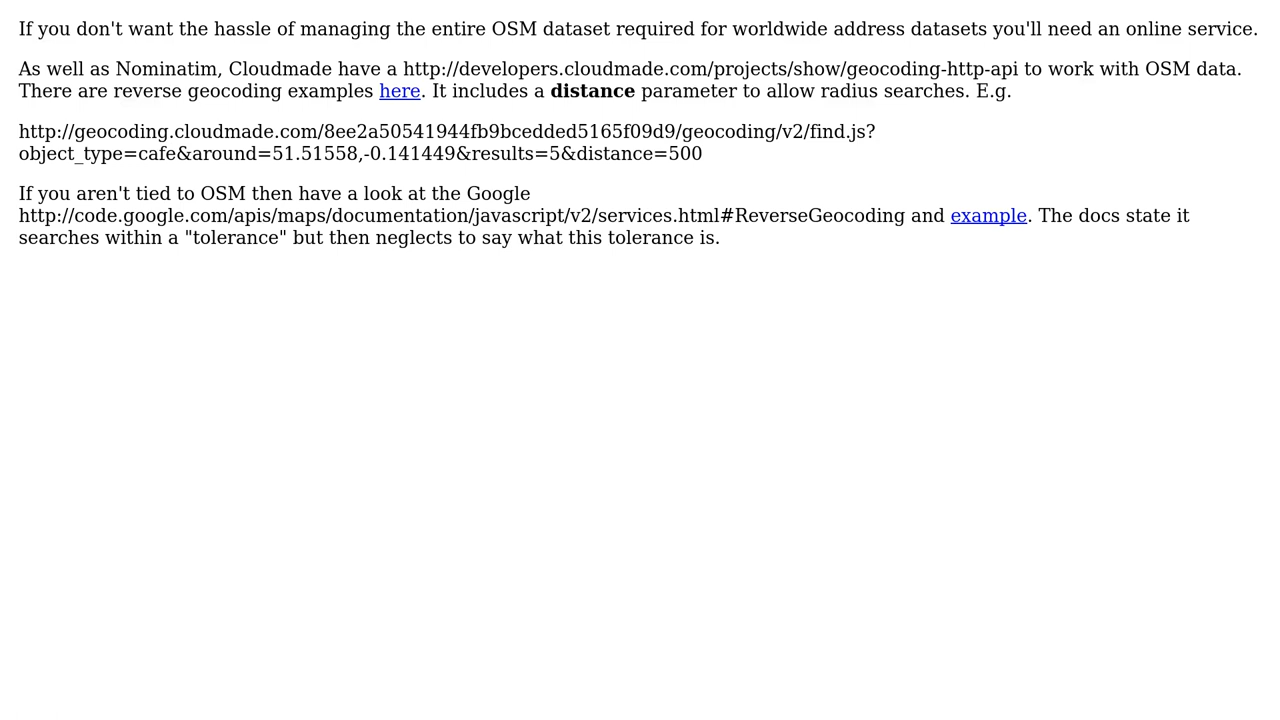 If you don't want the hassle of managing the entire OSM dataset required for worldwide address datasets you'll need an online service.
As well as Nominatim, Cloudmade have a http://developers.cloudmade.com/projects/show/geocoding-http-api to work with OSM data.
There are reverse geocoding examples here. It includes a distance parameter to allow radius searches. E.g.
http://geocoding.cloudmade.com/8ee2a50541944fb9bcedded5165f09d9/geocoding/v2/find.js?
object_type=cafe&around=51.51558,-0.141449&results=5&distance=500
If you aren't tied to OSM then have a look at the Google
http://code.google.com/apis/maps/documentation/javascript/v2/services.html#ReverseGeocoding and example. The docs state it
searches within a "tolerance" but then neglects to say what this tolerance is.